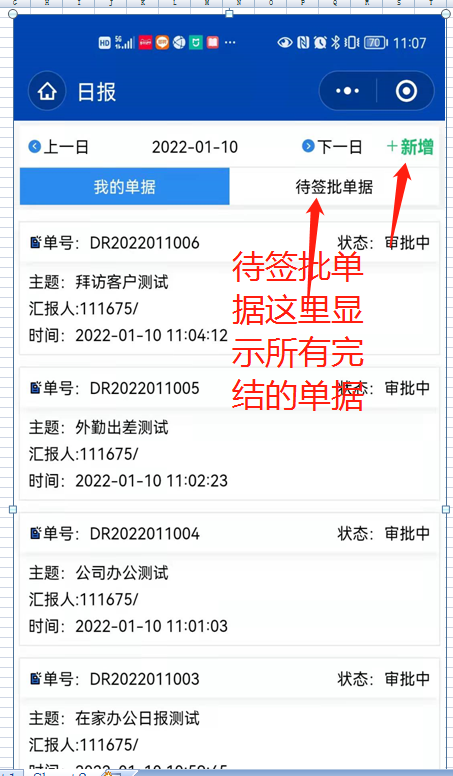 G H I J K L M N O P Q R S T
HD 5G 70 11:07
日报
上一日 2022-01-10 下一日 +新增
我的单据 待签批单据
单号：DR2022011006 状态：审批中
主题：拜访客户测试
汇报人:111675/
时间：2022-01-10 11:04:12
待签批单
据这里显
示所有完
结的单据
单号：DR2022011005 状态：审批中
主题：外勤出差测试
汇报人:111675/
时间：2022-01-10 11:02:23
单号：DR2022011004 状态：审批中
主题：公司办公测试
汇报人:111675/
时间：2022-01-10 11:01:03
单号：DR2022011003 状态：审批中
主题：在家办公日报测试
汇报人:111675/